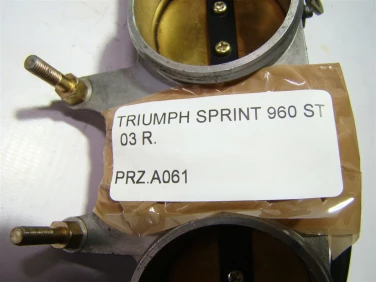 TRIUMPH SPRINT 960 ST
03 R.
PRZ.A061